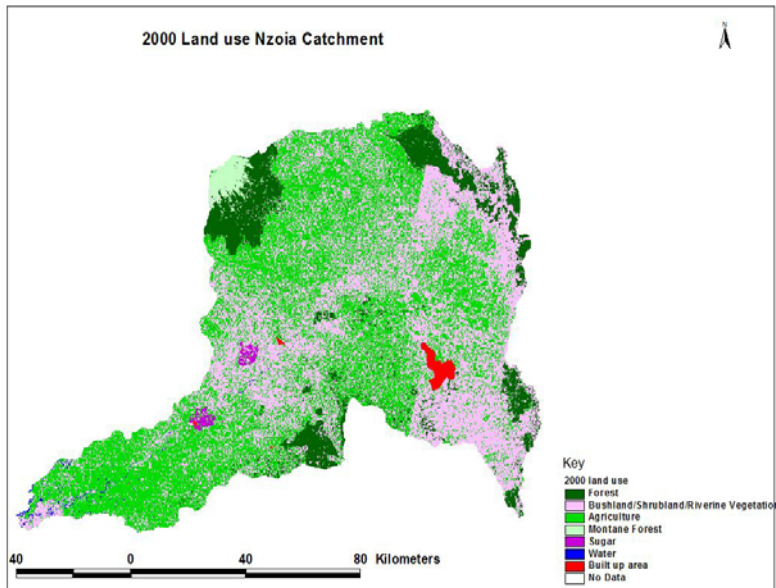 2000 Land use Nzoia Catchment
N
Key
2000 land use
Forest
Bushland/Shrubland/Riverine Vegetation
Agriculture
Montane Forest
Sugar
Water
Built up area
No Data
40 0 40 80 Kilometers